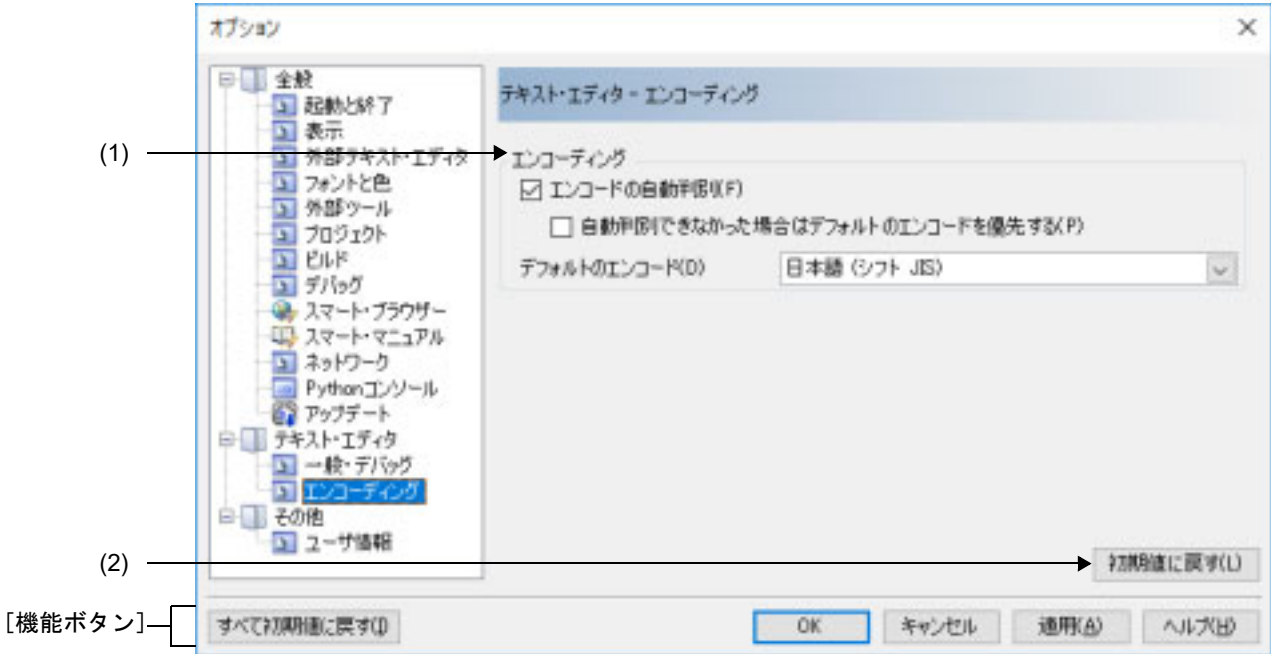 オプション
全般
起動と終了
表示
外部テキスト・エディタ
フォントと色
外部ツール
プロジェクト
ビルド
デバッグ
スマート・ブラウザー
スマート・マニュアル
ネットワーク
Pythonコンソール
アップデート
テキスト・エディタ
一般・デバッグ
エンコーディング
その他
ユーザ情報
テキスト・エディタ - エンコーディング
(1)
エンコーディング
エンコードの自動判別(F)
自動判別できなかった場合はデフォルトのエンコードを優先する(P)
デフォルトのエンコード(D) 日本語 (シフト JIS)
(2)
初期値に戻す(L)
[機能ボタン]
すべて初期値に戻す(I) OK キャンセル 適用(A) ヘルプ(H)